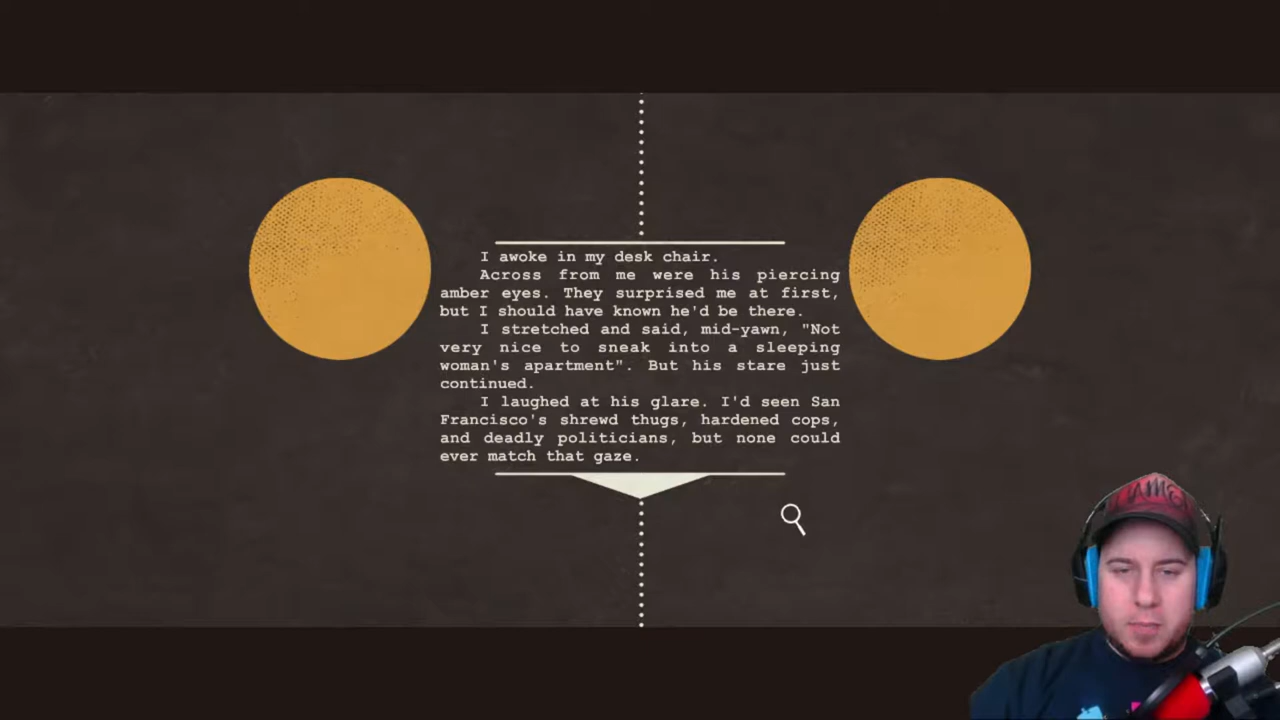 I awoke in my desk chair.
Across from me were his piercing
amber eyes. They surprised me at first,
but I should have known he'd be there.
I stretched and said, mid-yawn, "Not
very nice to sneak into a sleeping
woman's apartment". But his stare just
continued.
I laughed at his glare. I'd seen San
Francisco's shrewd thugs, hardened cops,
and deadly politicians, but none could
ever match that gaze.